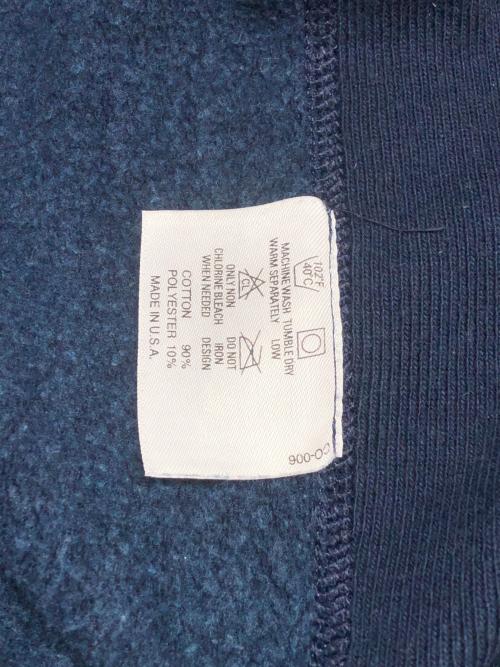 102°F
40°C
MACHINE WASH TUMBLE DRY
WARM SEPARATELY LOW
CL
ONLY NON DO NOT
CHLORINE BLEACH IRON
WHEN NEEDED DESIGN
COTTON 90%
POLYESTER 10%
MADE IN U.S.A.
CO-006